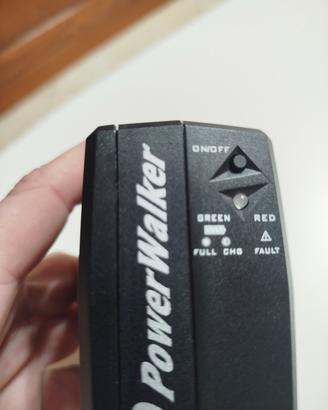 ON/OFF
GREEN RED
FULL CHG FAULT
PowerWalker